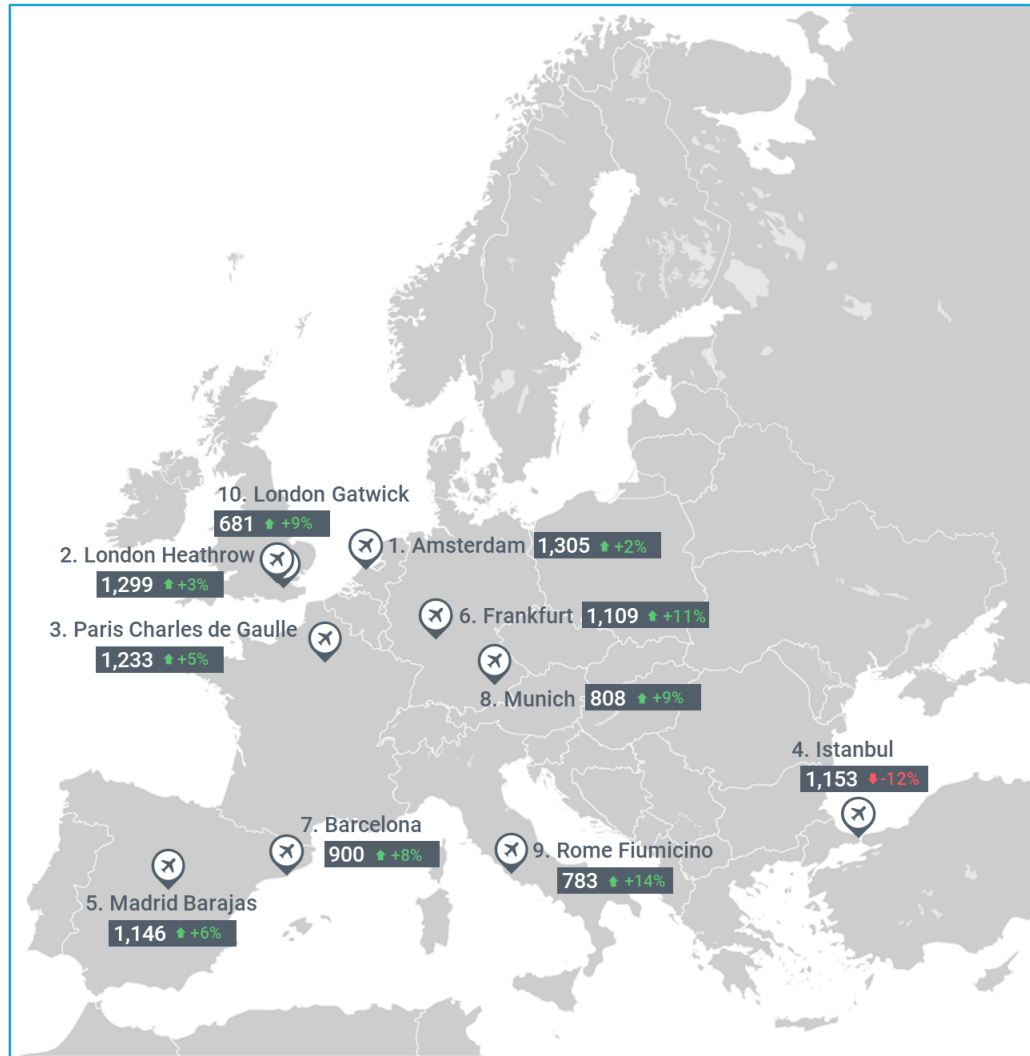 10. London Gatwick
681 +9%
2. London Heathrow
1,299 +3%
1. Amsterdam 1,305 +2%
3. Paris Charles de Gaulle
1,233 +5%
6. Frankfurt 1,109 +11%
8. Munich 808 +9%
4. Istanbul
1,153 -12%
7. Barcelona
900 +8%
9. Rome Fiumicino
783 +14%
5. Madrid Barajas
1,146 +6%